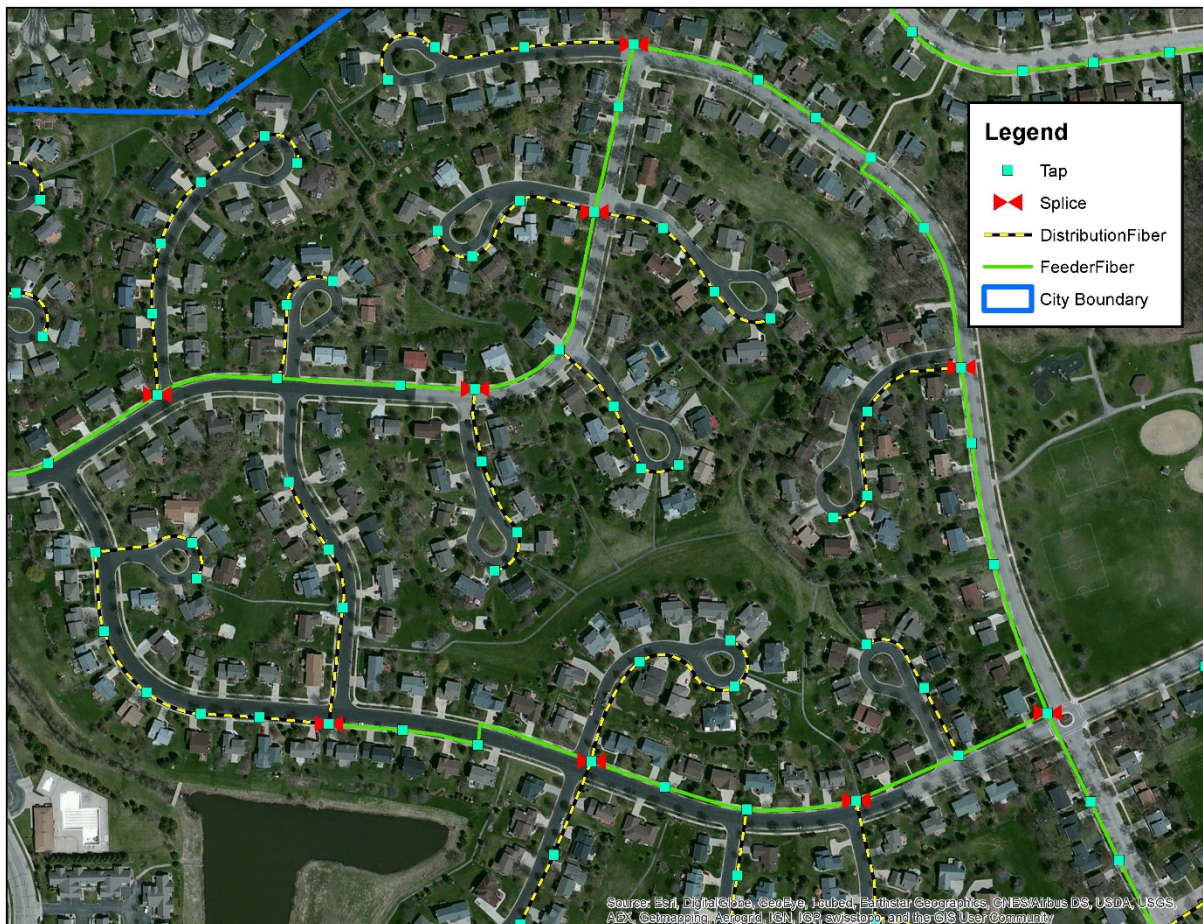 Legend
Tap
Splice
DistributionFiber
FeederFiber
City Boundary
Source: Esri, DigitalGlobe, GeoEye, i-cubed, Earthstar Geographics, CNES/Airbus DS, USDA, USGS,
AEX, Getmapping, Aerogrid, IGN, IGP, swisstopo, and the GIS User Community